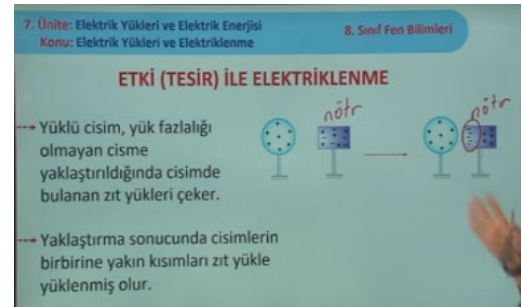 7. Ünite: Elektrik Yükleri ve Elektrik Enerjisi
Konu: Elektrik Yükleri ve Elektriklenme
8. Sınıf Fen Bilimleri
ETKİ (TESİR) İLE ELEKTRİKLENME
Yüklü cisim, yük fazlalığı
olmayan cisme
yaklaştırıldığında cisimde
bulanan zıt yükleri çeker.
nötr
nötr
Yaklaştırma sonucunda cisimlerin
birbirine yakın kısımları zıt yükle
yüklenmiş olur.